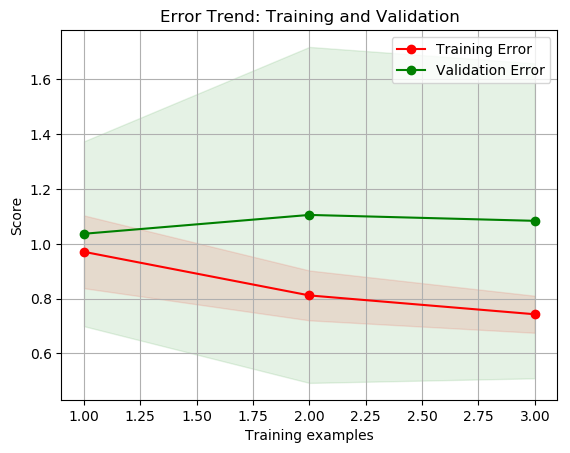 Error Trend: Training and Validation
Training Error
Validation Error
1.6
1.4
1.2
1.0
0.8
0.6
Score
1.00 1.25 1.50 1.75 2.00 2.25 2.50 2.75 3.00
Training examples